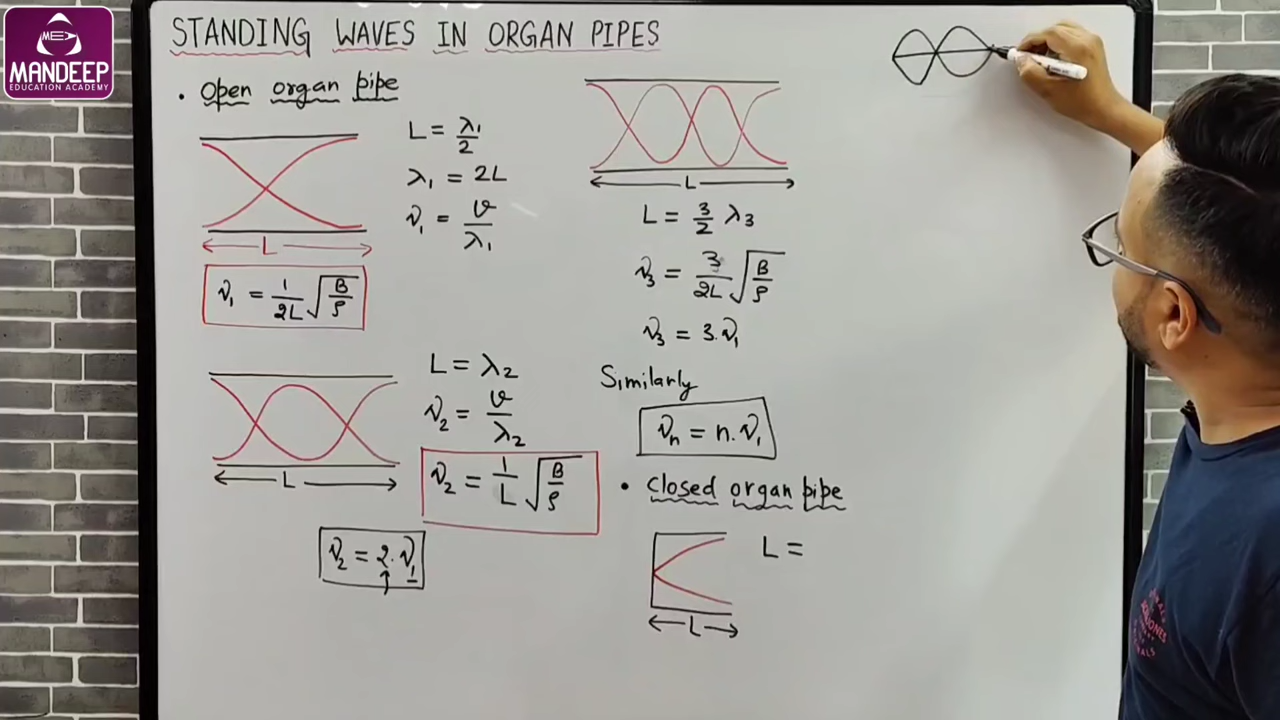 MEA
MANDEEP
EDUCATION ACADEMY
STANDING WAVES IN ORGAN PIPES
• Open organ pipe
L = λ₁/2
λ₁ = 2L
ν₁ = v/λ₁
L
ν₁ = 1/2L √(B/ρ)
L = λ₂
ν₂ = v/λ₂
L
ν₂ = 1/L √(B/ρ)
ν₂ = 2.ν₁
L
L = 3/2 λ₃
ν₃ = 3/2L √(B/ρ)
ν₃ = 3.ν₁
Similarly
νₙ = n.ν₁
• Closed organ pipe
L =
L